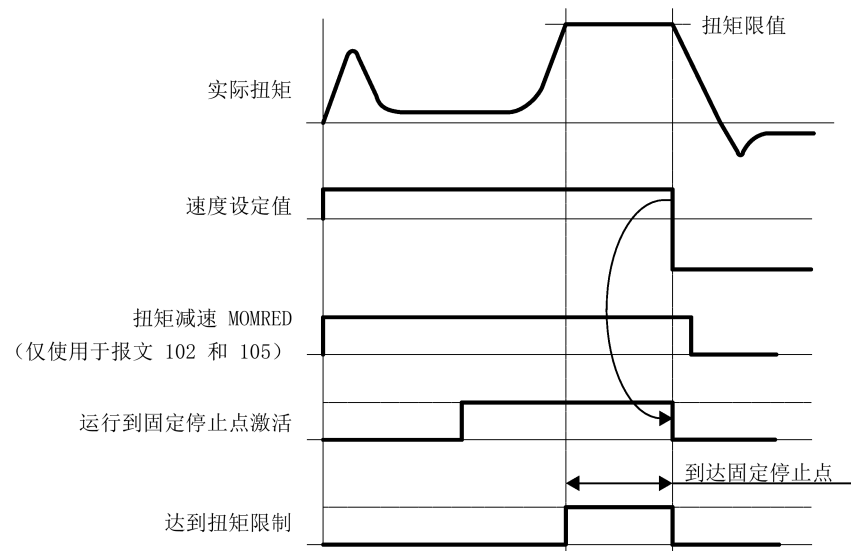 扭矩限值
实际扭矩
速度设定值
扭矩减速 MOMRED
（仅使用于报文 102 和 105）
运行到固定停止点激活
到达固定停止点
达到扭矩限制